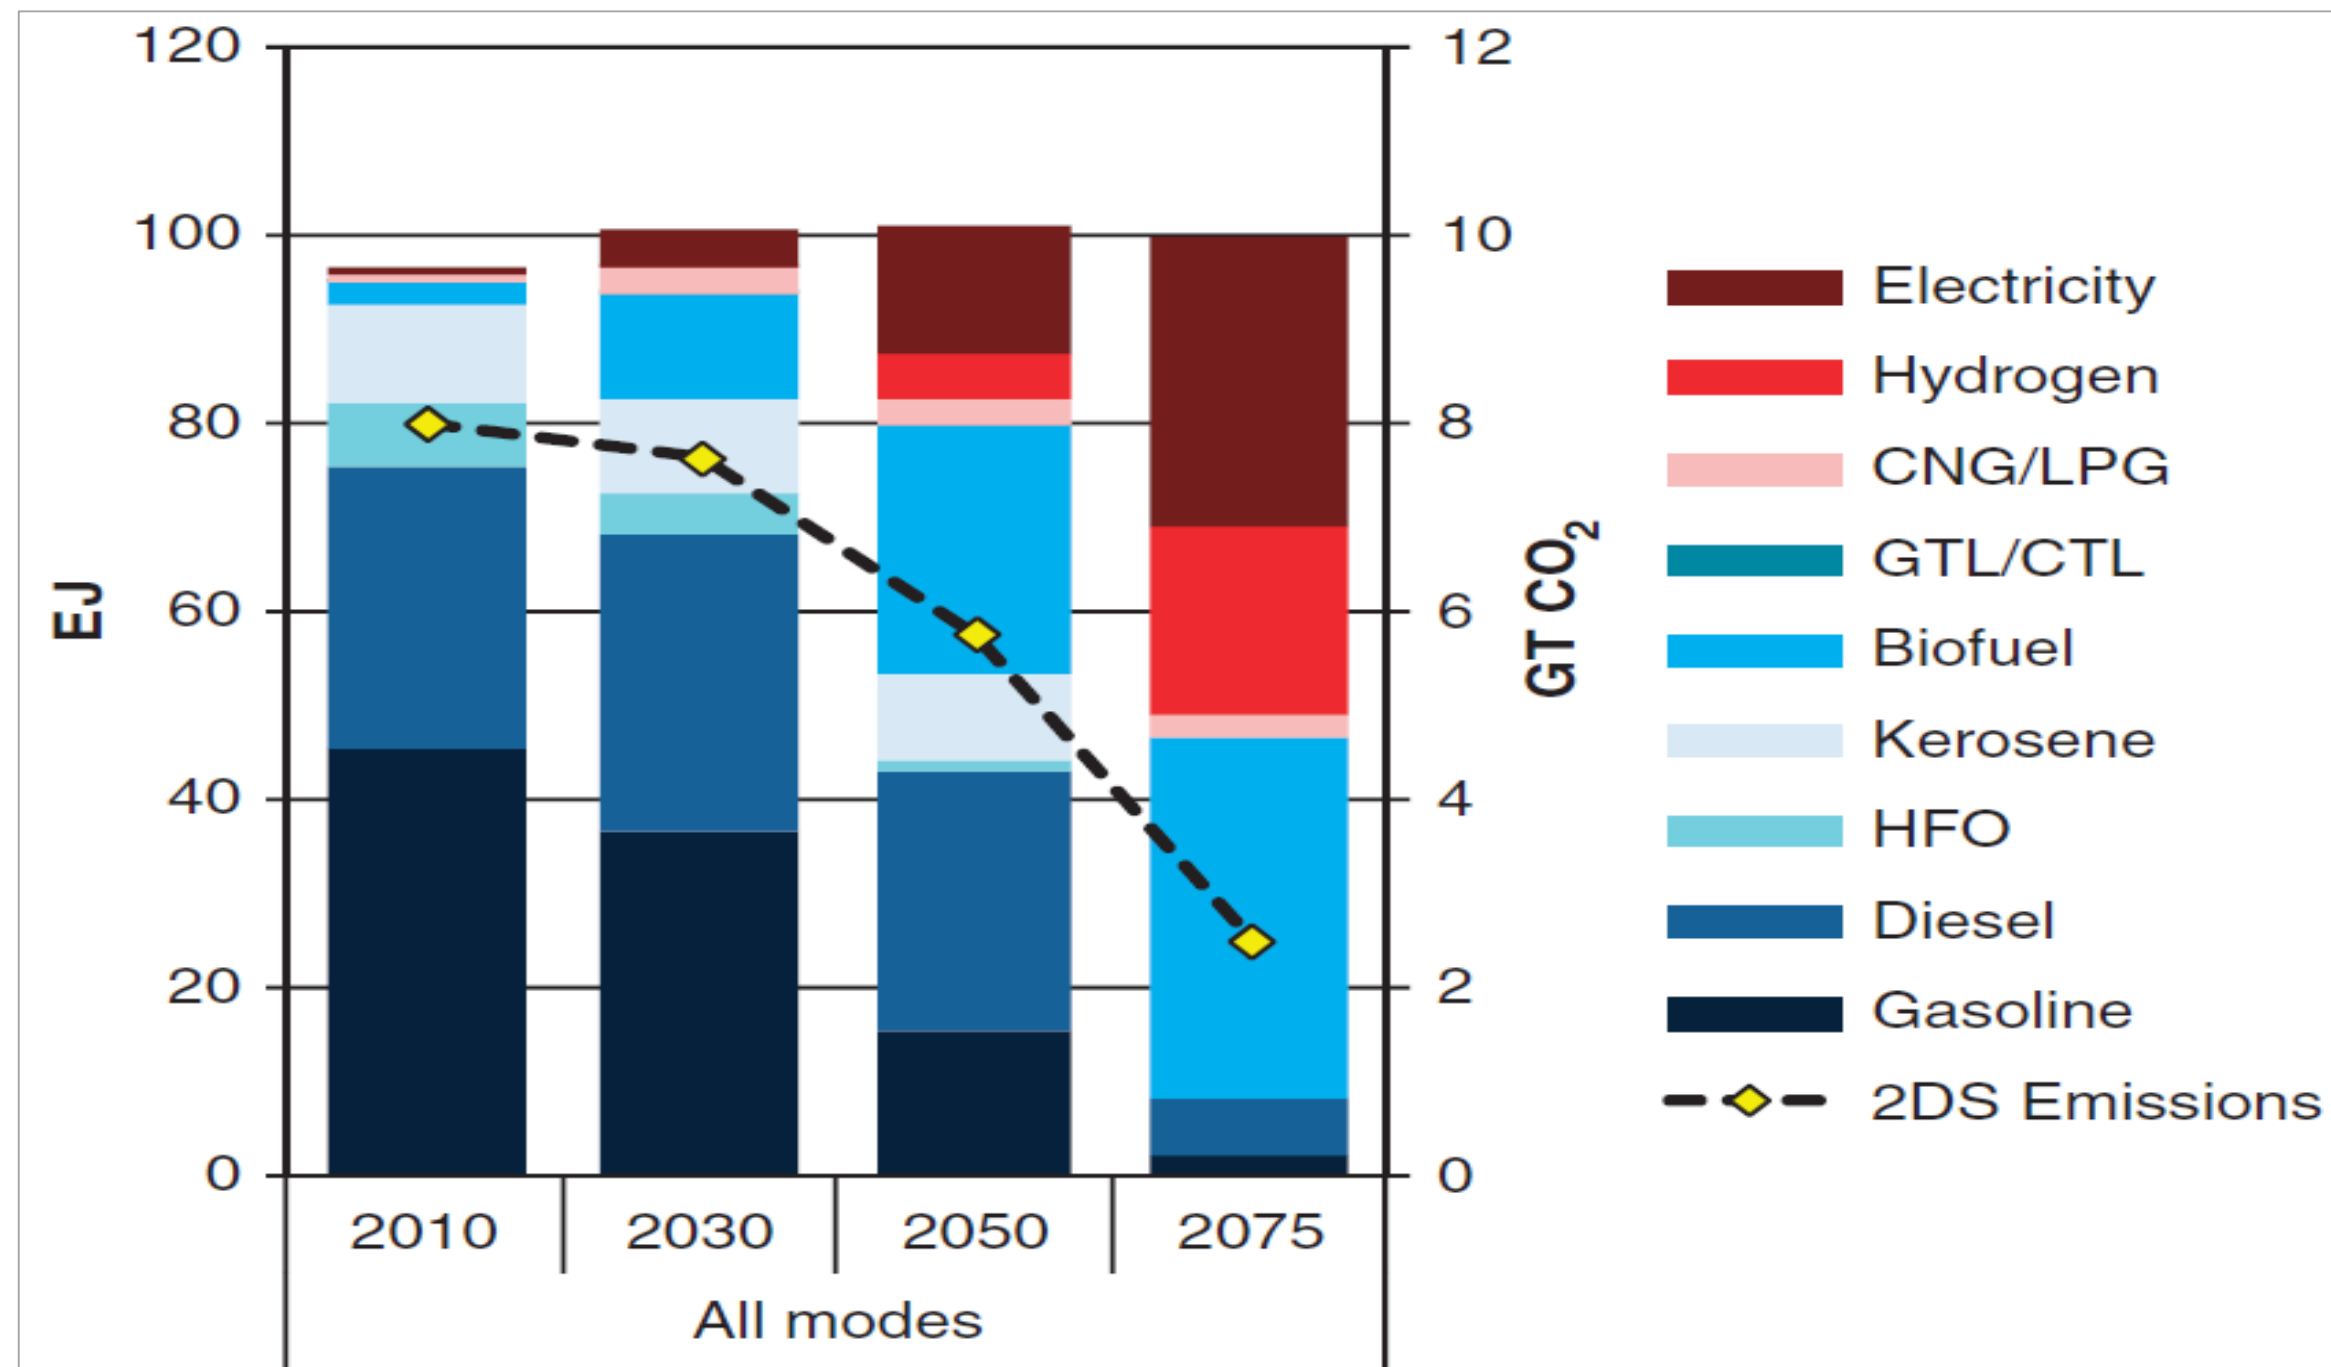 120
100
80
60
40
20
0
EJ
12
10
8
6
4
2
0
GT CO₂
2010 2030 2050 2075
All modes
Electricity
Hydrogen
CNG/LPG
GTL/CTL
Biofuel
Kerosene
HFO
Diesel
Gasoline
2DS Emissions